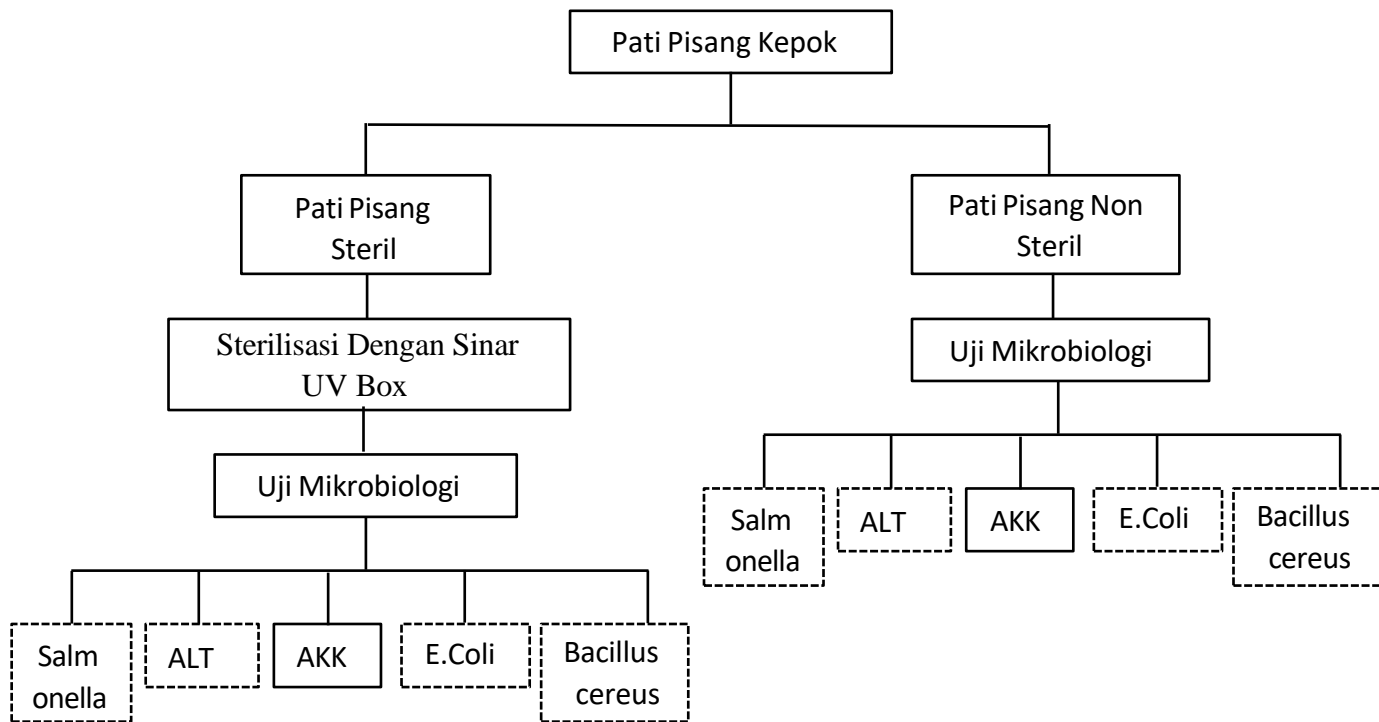 Pati Pisang Kepok
Pati Pisang
Steril
Pati Pisang Non
Steril
Sterilisasi Dengan Sinar
UV Box
Uji Mikrobiologi
Uji Mikrobiologi
Salm
onella
ALT
AKK
E.Coli
Bacillus
cereus
Salm
onella
ALT
AKK
E.Coli
Bacillus
cereus